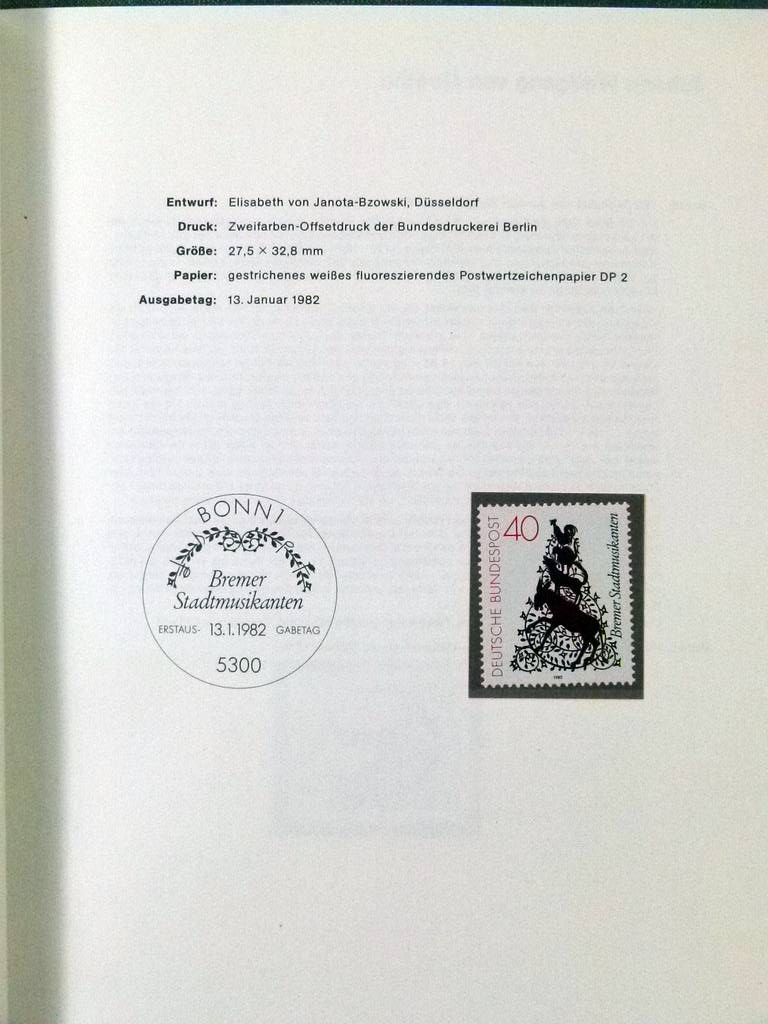 Entwurf: Elisabeth von Janota-Bzowski, Düsseldorf
Druck: Zweifarben-Offsetdruck der Bundesdruckerei Berlin
Größe: 27,5 × 32,8 mm
Papier: gestrichenes weißes fluoreszierendes Postwertzeichenpapier DP 2
Ausgabetag: 13. Januar 1982
BONN 1
Bremer
Stadtmusikanten
ERSTAUS- 13.1.1982 GABETAG
5300
DEUTSCHE BUNDESPOST
40
Bremer Stadtmusikanten
1982